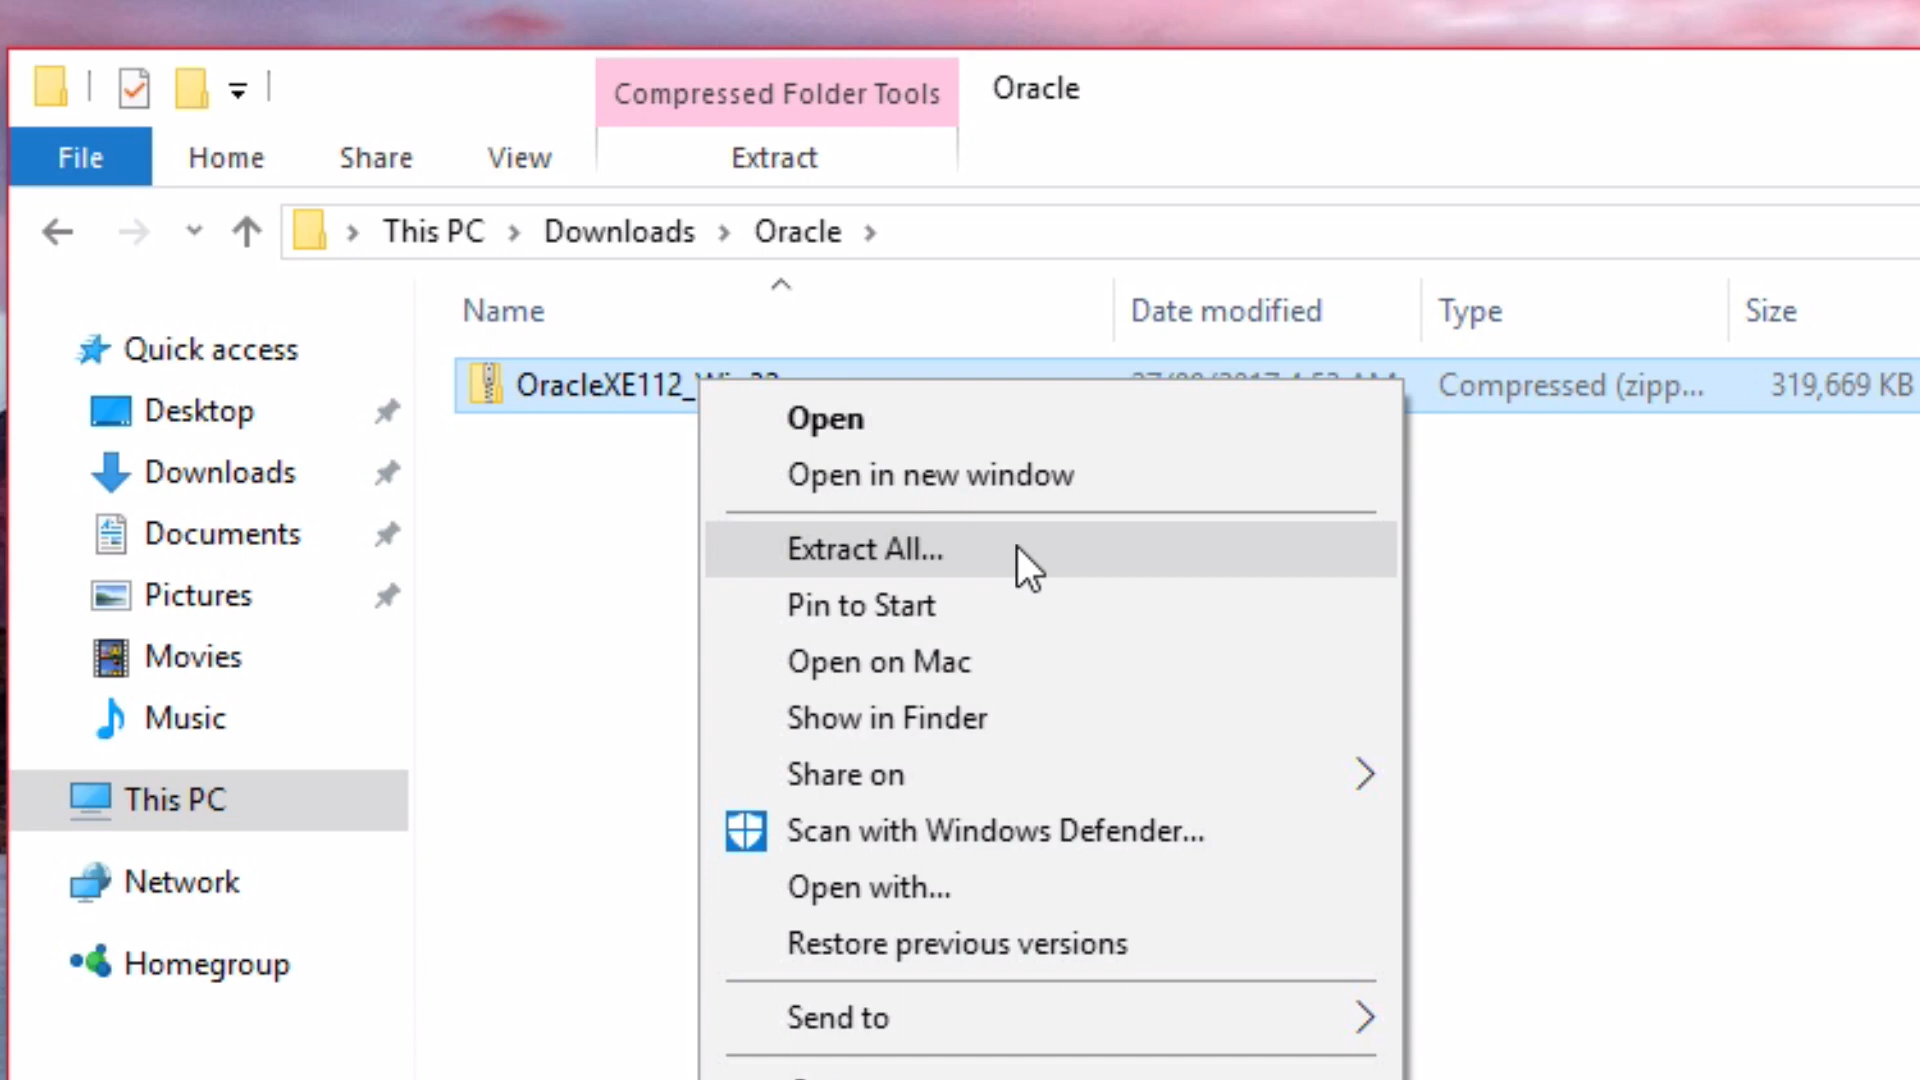 Compressed Folder Tools
Oracle
File
Home
Share
View
Extract
This PC
Downloads
Oracle
Name
Date modified
Type
Size
Quick access
OracleXE112_
Compressed (zipp...
319,669 KB
Desktop
Downloads
Documents
Pictures
Movies
Music
This PC
Network
Homegroup
Open
Open in new window
Extract All...
Pin to Start
Open on Mac
Show in Finder
Share on
Scan with Windows Defender...
Open with...
Restore previous versions
Send to